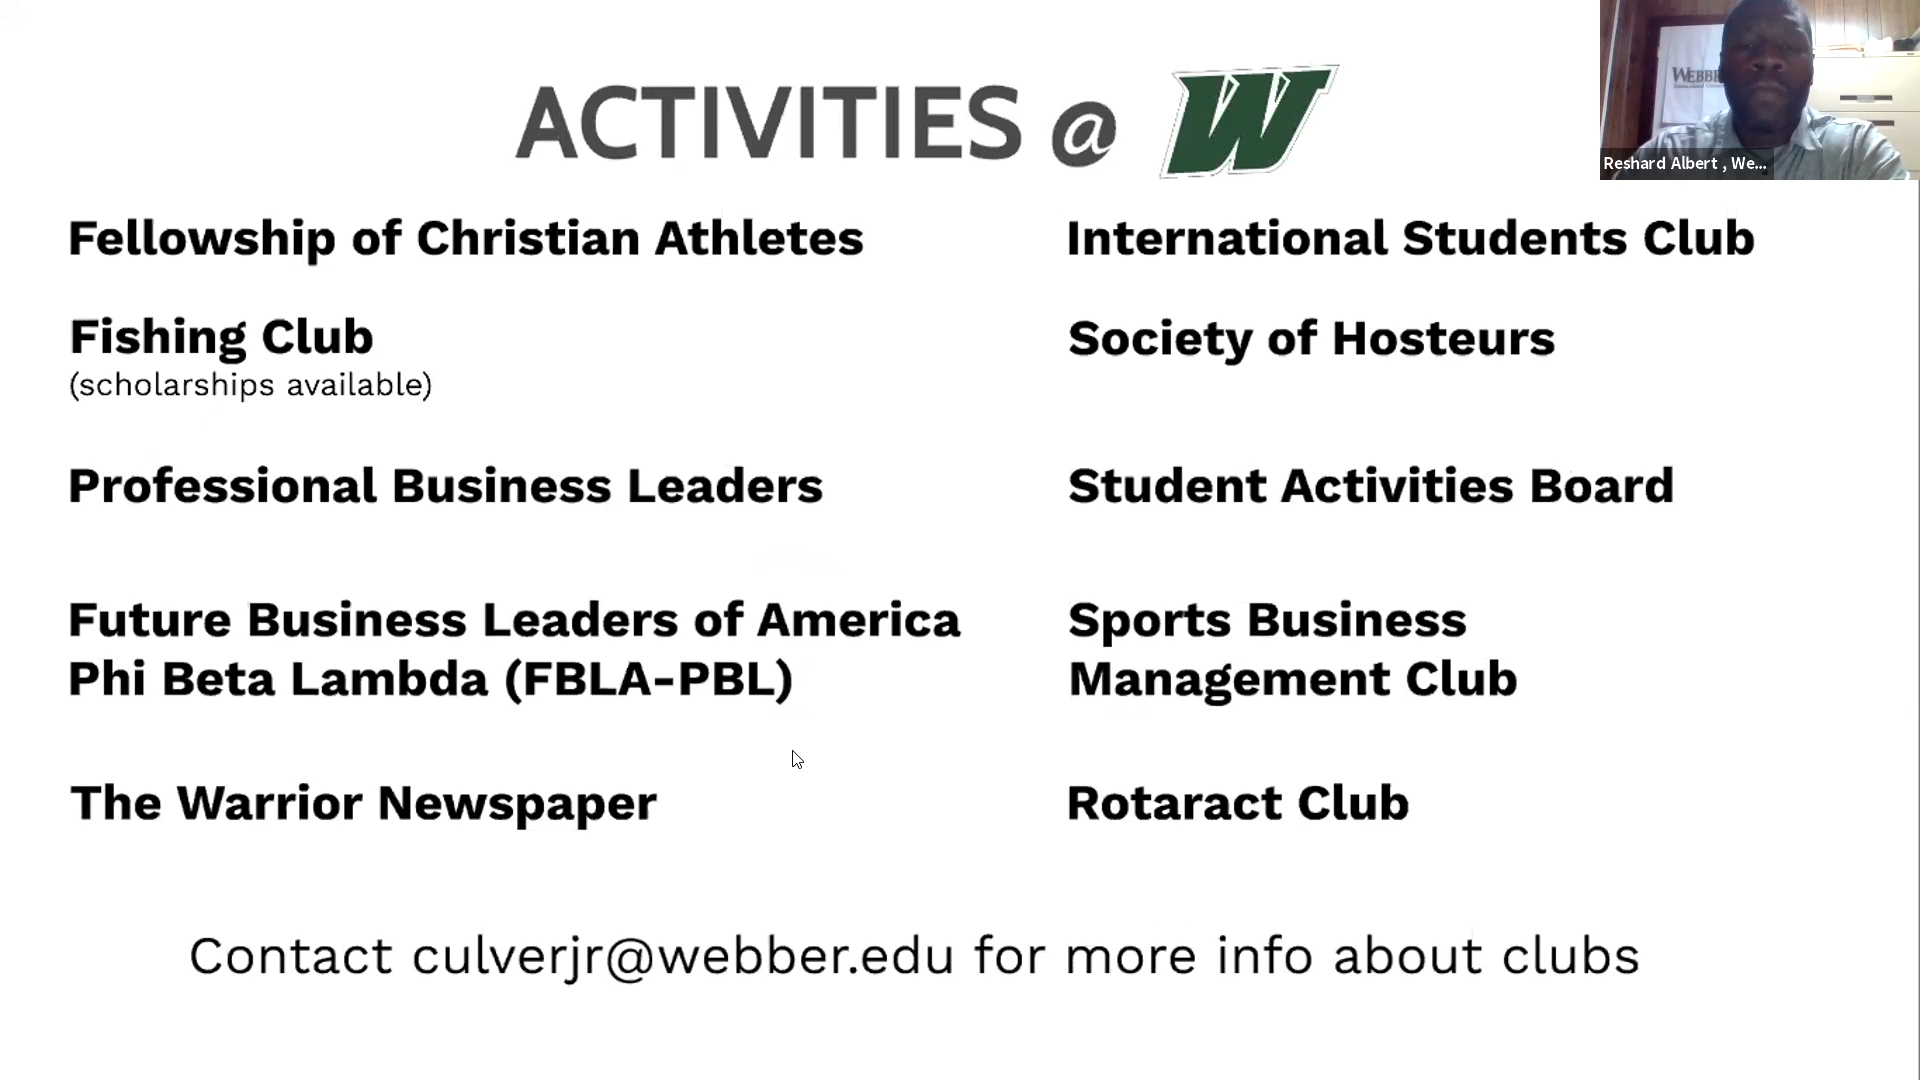 ACTIVITIES @ W
Reshard Albert , We...
Fellowship of Christian Athletes
International Students Club
Fishing Club
(scholarships available)
Society of Hosteurs
Professional Business Leaders
Student Activities Board
Future Business Leaders of America
Phi Beta Lambda (FBLA-PBL)
Sports Business
Management Club
The Warrior Newspaper
Rotaract Club
Contact culverjr@webber.edu for more info about clubs